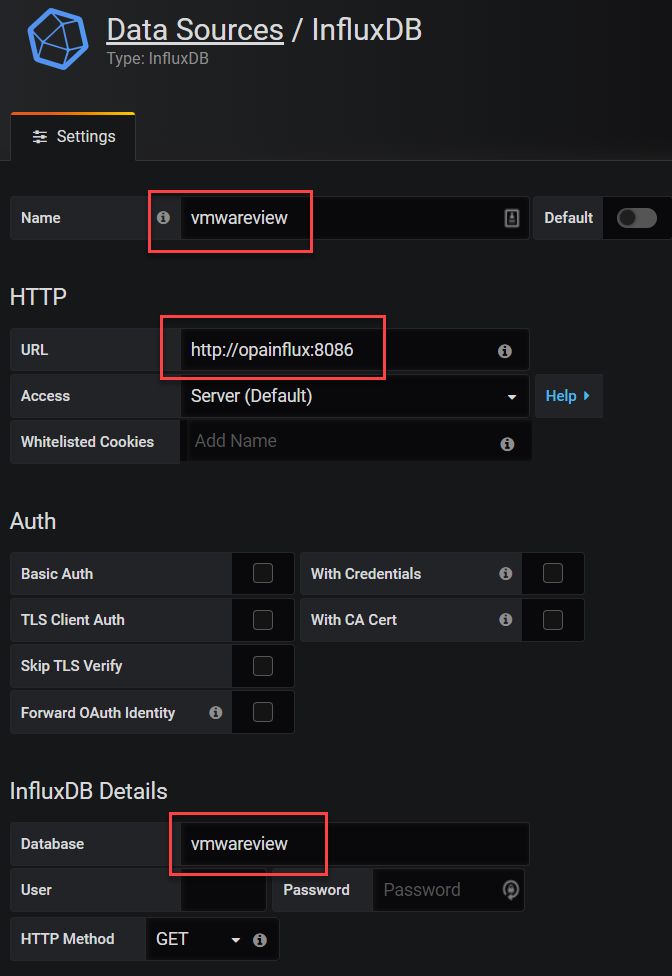 Data Sources / InfluxDB
Type: InfluxDB
Settings
Name vmwareview Default
HTTP
URL http://opainflux:8086
Access Server (Default) Help
Whitelisted Cookies Add Name
Auth
Basic Auth With Credentials
TLS Client Auth With CA Cert
Skip TLS Verify
Forward OAuth Identity
InfluxDB Details
Database vmwareview
User Password Password
HTTP Method GET